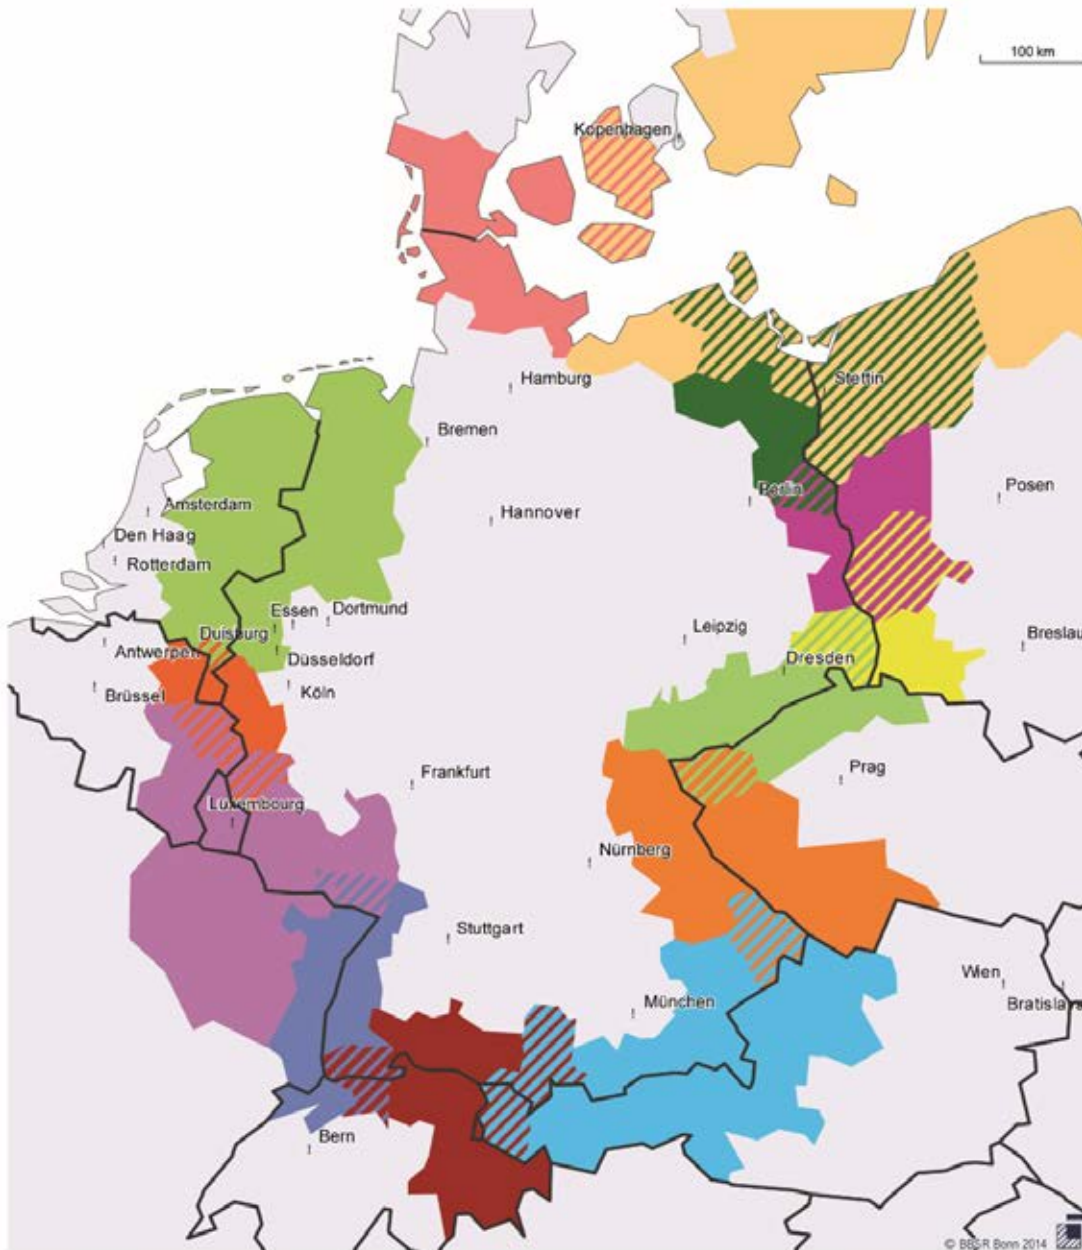 100 km
Kopenhagen
Hamburg
Stettin
Bremen
Berlin
Posen
Amsterdam
Hannover
Den Haag
Rotterdam
Essen
Dortmund
Duisburg
Leipzig
Breslau
Antwerpen
Düsseldorf
Dresden
Brüssel
Köln
Frankfurt
Prag
Luxembourg
Nürnberg
Stuttgart
Wien
München
Bratislava
Bern
© BBSR Bonn 2014